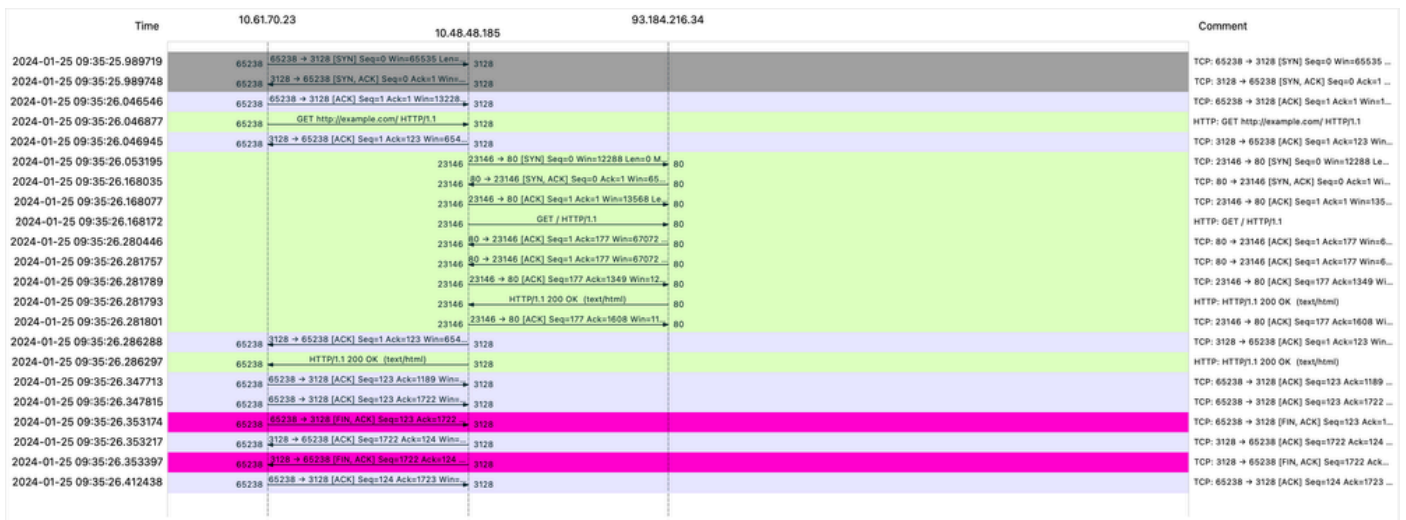 Time 10.61.70.23 10.48.48.185 93.184.216.34 Comment
2024-01-25 09:35:25.989719 65238 65238 → 3128 [SYN] Seq=0 Win=65535 Len=... 3128 TCP: 65238 → 3128 [SYN] Seq=0 Win=65535 ...
2024-01-25 09:35:25.989748 65238 3128 → 65238 [SYN, ACK] Seq=0 Ack=1 Win=... 3128 TCP: 3128 → 65238 [SYN, ACK] Seq=0 Ack=1 ...
2024-01-25 09:35:26.046546 65238 65238 → 3128 [ACK] Seq=1 Ack=1 Win=13228... 3128 TCP: 65238 → 3128 [ACK] Seq=1 Ack=1 Win=1...
2024-01-25 09:35:26.046877 65238 GET http://example.com/ HTTP/1.1 3128 HTTP: GET http://example.com/ HTTP/1.1
2024-01-25 09:35:26.046945 65238 3128 → 65238 [ACK] Seq=1 Ack=123 Win=654... 3128 TCP: 3128 → 65238 [ACK] Seq=1 Ack=123 Win...
2024-01-25 09:35:26.053195 23146 23146 → 80 [SYN] Seq=0 Win=12288 Len=0 M... 80 TCP: 23146 → 80 [SYN] Seq=0 Win=12288 Le...
2024-01-25 09:35:26.168035 23146 80 → 23146 [SYN, ACK] Seq=0 Ack=1 Win=65... 80 TCP: 80 → 23146 [SYN, ACK] Seq=0 Ack=1 Wi...
2024-01-25 09:35:26.168077 23146 23146 → 80 [ACK] Seq=1 Ack=1 Win=13568 Le... 80 TCP: 23146 → 80 [ACK] Seq=1 Ack=1 Win=135...
2024-01-25 09:35:26.168172 23146 GET / HTTP/1.1 80 HTTP: GET / HTTP/1.1
2024-01-25 09:35:26.280446 23146 80 → 23146 [ACK] Seq=1 Ack=177 Win=67072 ... 80 TCP: 80 → 23146 [ACK] Seq=1 Ack=177 Win=6...
2024-01-25 09:35:26.281757 23146 80 → 23146 [ACK] Seq=1 Ack=177 Win=67072 ... 80 TCP: 80 → 23146 [ACK] Seq=1 Ack=177 Win=6...
2024-01-25 09:35:26.281789 23146 23146 → 80 [ACK] Seq=177 Ack=1349 Win=12... 80 TCP: 23146 → 80 [ACK] Seq=177 Ack=1349 Wi...
2024-01-25 09:35:26.281793 23146 HTTP/1.1 200 OK (text/html) 80 HTTP: HTTP/1.1 200 OK (text/html)
2024-01-25 09:35:26.281801 23146 23146 → 80 [ACK] Seq=177 Ack=1608 Win=11... 80 TCP: 23146 → 80 [ACK] Seq=177 Ack=1608 Wi...
2024-01-25 09:35:26.286288 65238 3128 → 65238 [ACK] Seq=1 Ack=123 Win=654... 3128 TCP: 3128 → 65238 [ACK] Seq=1 Ack=123 Win...
2024-01-25 09:35:26.286297 65238 HTTP/1.1 200 OK (text/html) 3128 HTTP: HTTP/1.1 200 OK (text/html)
2024-01-25 09:35:26.347713 65238 65238 → 3128 [ACK] Seq=123 Ack=1189 Win=... 3128 TCP: 65238 → 3128 [ACK] Seq=123 Ack=1189 ...
2024-01-25 09:35:26.347815 65238 65238 → 3128 [ACK] Seq=123 Ack=1722 Win=... 3128 TCP: 65238 → 3128 [ACK] Seq=123 Ack=1722 ...
2024-01-25 09:35:26.353174 65238 65238 → 3128 [FIN, ACK] Seq=123 Ack=1722 ... 3128 TCP: 65238 → 3128 [FIN, ACK] Seq=123 Ack=1...
2024-01-25 09:35:26.353217 65238 3128 → 65238 [ACK] Seq=1722 Ack=124 Win=... 3128 TCP: 3128 → 65238 [ACK] Seq=1722 Ack=124 ...
2024-01-25 09:35:26.353397 65238 3128 → 65238 [FIN, ACK] Seq=1722 Ack=124 ... 3128 TCP: 3128 → 65238 [FIN, ACK] Seq=1722 Ack...
2024-01-25 09:35:26.412438 65238 65238 → 3128 [ACK] Seq=124 Ack=1723 Win=... 3128 TCP: 65238 → 3128 [ACK] Seq=124 Ack=1723 ...